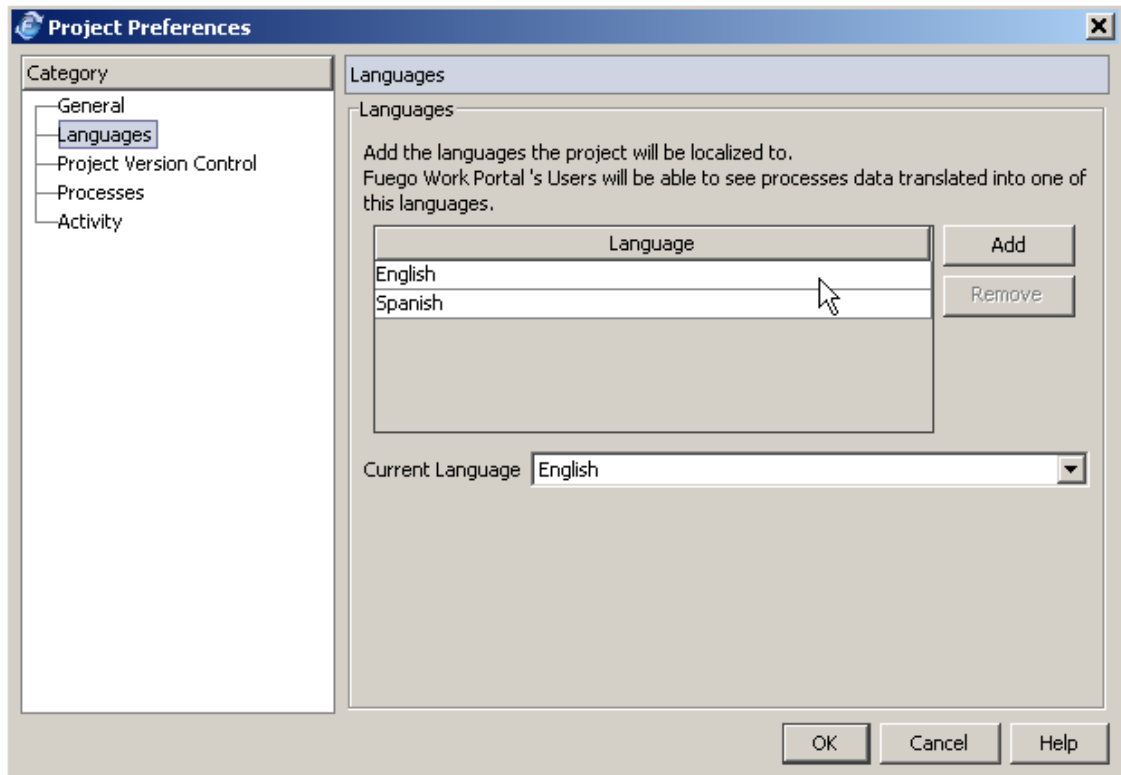 Project Preferences
Category
General
Languages
Project Version Control
Processes
Activity
Languages
Languages
Add the languages the project will be localized to.
Fuego Work Portal 's Users will be able to see processes data translated into one of
this languages.
Language
English
Spanish
Add
Remove
Current Language English
OK Cancel Help